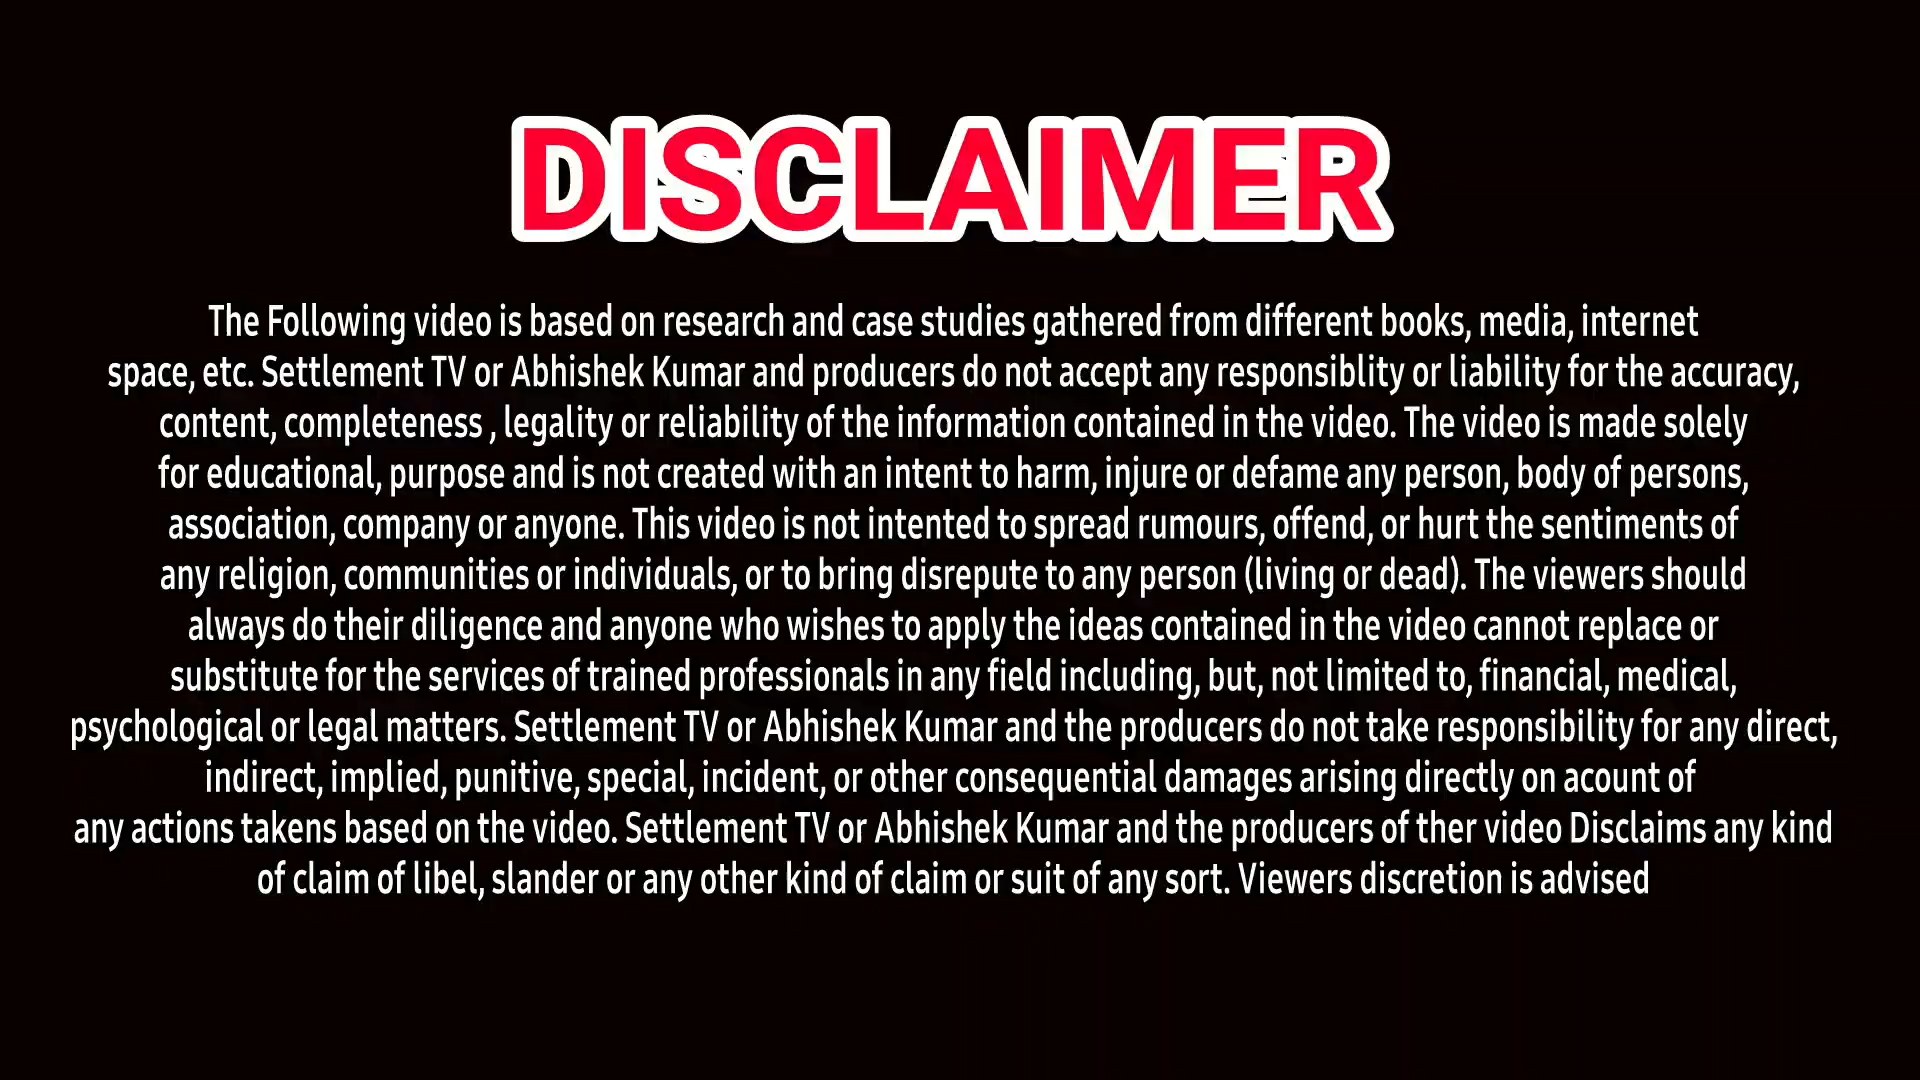 DISCLAIMER
The Following video is based on research and case studies gathered from different books, media, internet
space, etc. Settlement TV or Abhishek Kumar and producers do not accept any responsiblity or liability for the accuracy,
content, completeness , legality or reliability of the information contained in the video. The video is made solely
for educational, purpose and is not created with an intent to harm, injure or defame any person, body of persons,
association, company or anyone. This video is not intented to spread rumours, offend, or hurt the sentiments of
any religion, communities or individuals, or to bring disrepute to any person (living or dead). The viewers should
always do their diligence and anyone who wishes to apply the ideas contained in the video cannot replace or
substitute for the services of trained professionals in any field including, but, not limited to, financial, medical,
psychological or legal matters. Settlement TV or Abhishek Kumar and the producers do not take responsibility for any direct,
indirect, implied, punitive, special, incident, or other consequential damages arising directly on acount of
any actions takens based on the video. Settlement TV or Abhishek Kumar and the producers of ther video Disclaims any kind
of claim of libel, slander or any other kind of claim or suit of any sort. Viewers discretion is advised